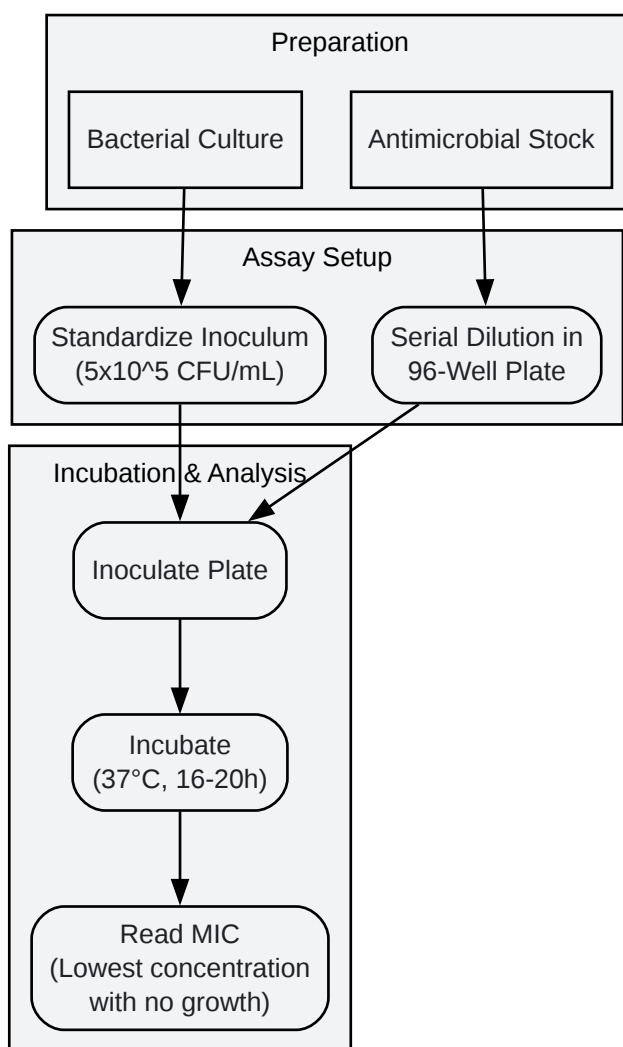 Preparation
Bacterial Culture
Antimicrobial Stock
Assay Setup
Standardize Inoculum
(5x10^5 CFU/mL)
Serial Dilution in
96-Well Plate
Incubation & Analysis
Inoculate Plate
Incubate
(37°C, 16-20h)
Read MIC
(Lowest concentration
with no growth)